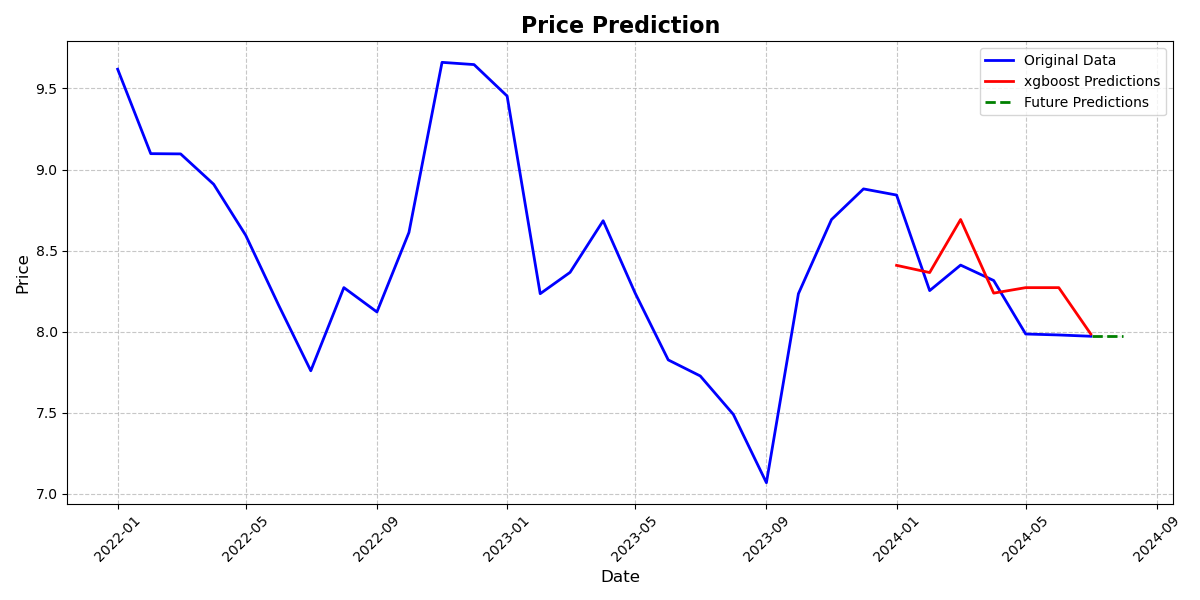 Price Prediction
Original Data
xgboost Predictions
Future Predictions
Price
9.5
9.0
8.5
8.0
7.5
7.0
2022-01
2022-05
2022-09
2023-01
2023-05
2023-09
2024-01
2024-05
2024-09
Date